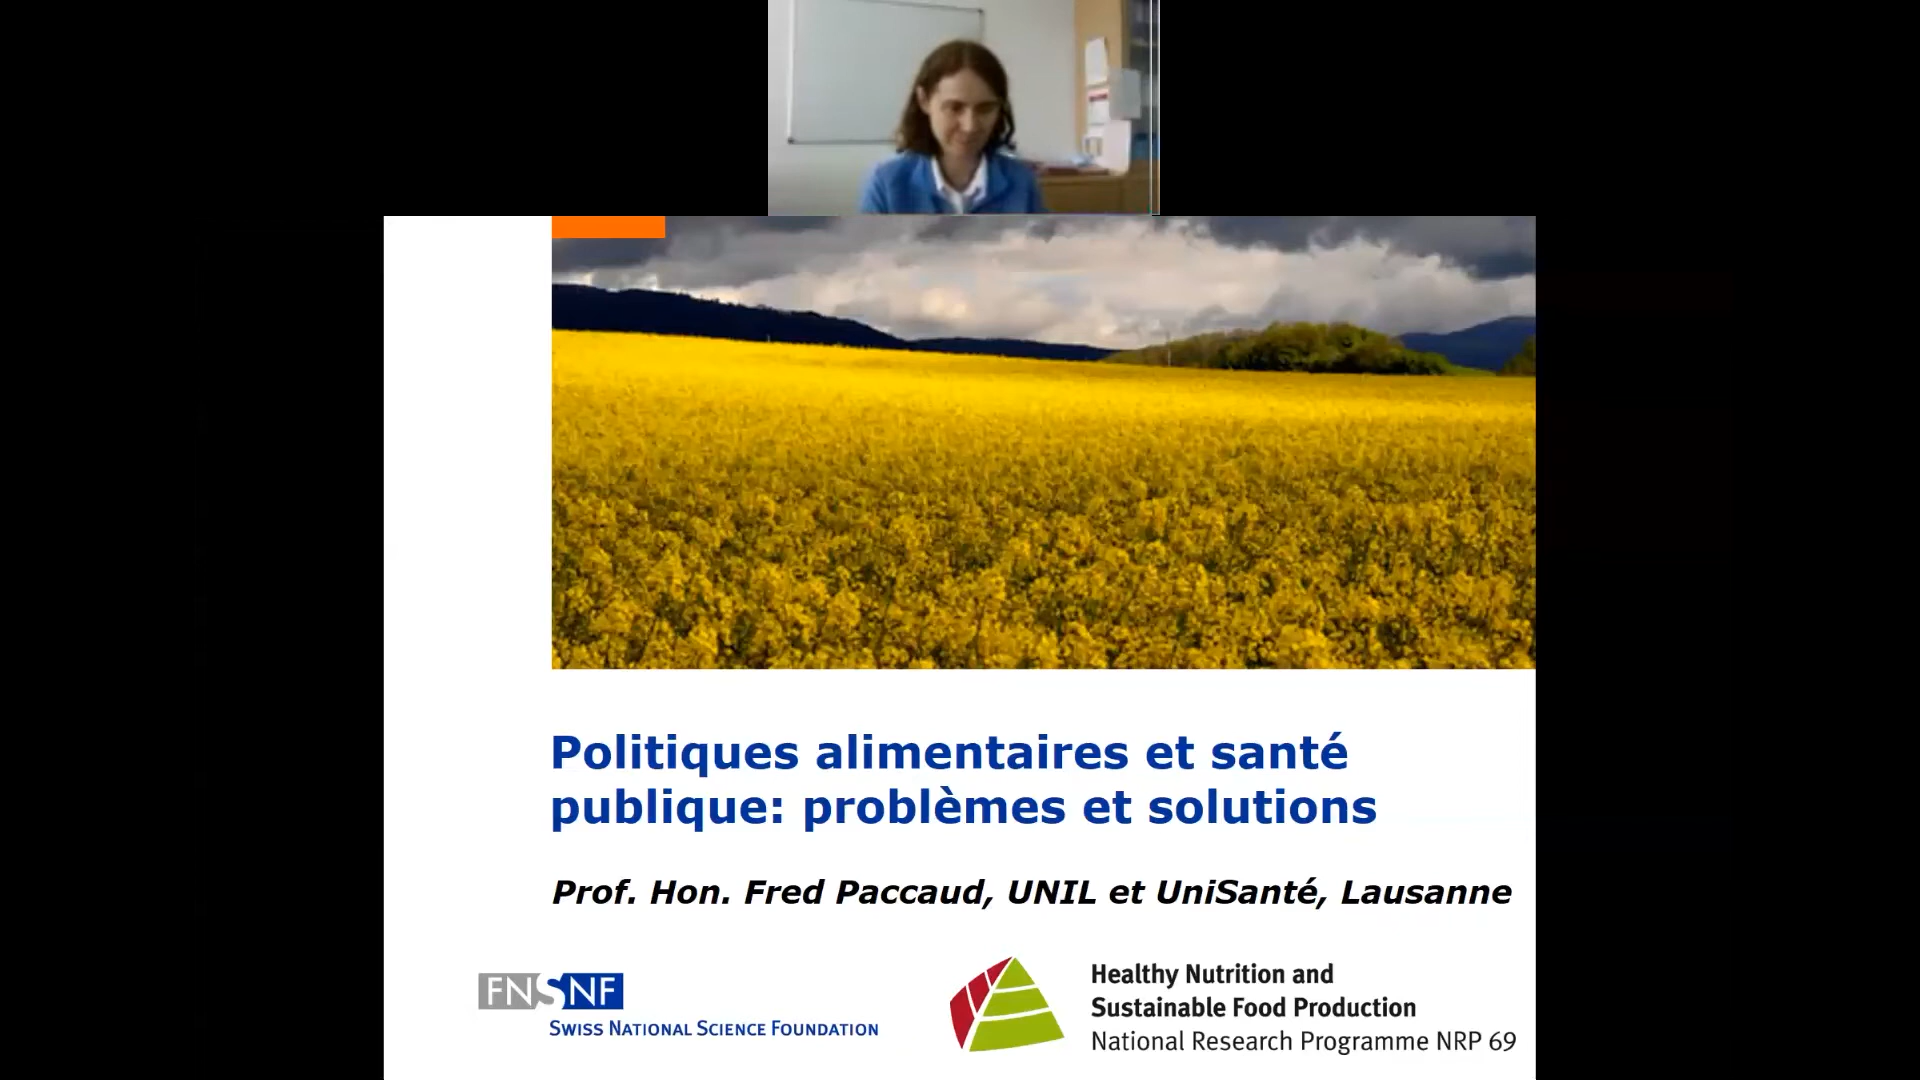 Politiques alimentaires et santé
publique: problèmes et solutions
Prof. Hon. Fred Paccaud, UNIL et UniSanté, Lausanne
FNSNF
SWISS NATIONAL SCIENCE FOUNDATION
Healthy Nutrition and
Sustainable Food Production
National Research Programme NRP 69